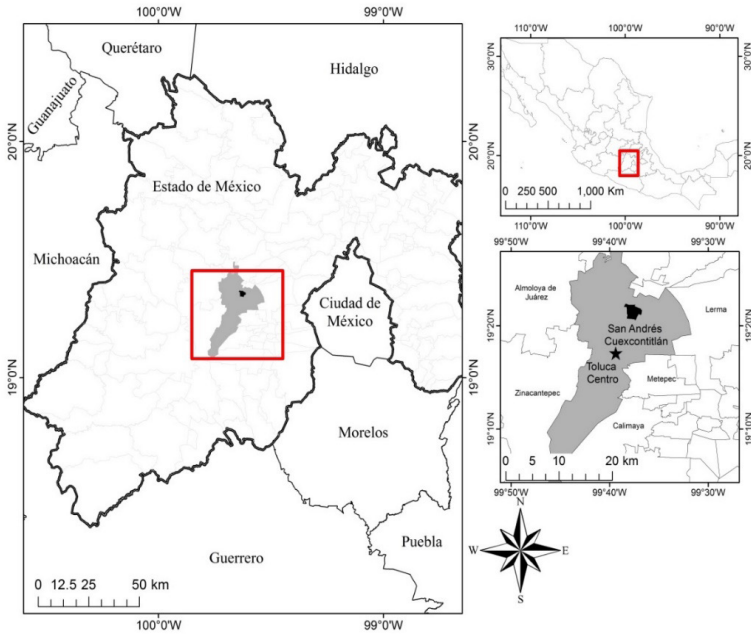 100°0'W 99°0'W
Querétaro
Guanajuato
Hidalgo
20°0'N
20°0'N
Estado de México
Michoacán
Ciudad de
México
19°0'N
19°0'N
Morelos
Puebla
Guerrero
0 12.5 25 50 km
100°0'W 99°0'W
110°0'W 100°0'W 90°0'W
30°0'N
30°0'N
20°0'N
20°0'N
0 250 500 1,000 Km
110°0'W 100°0'W 90°0'W
99°50'W 99°40'W 99°30'W
Almoloya de
Juárez
Lerma
19°20'N
19°20'N
San Andrés
Cuexcontitlán
Toluca
Centro
Metepec
Zinacantepec
Calimaya
19°10'N
19°10'N
0 5 10 20 km
99°50'W 99°40'W 99°30'W
N
W E
S